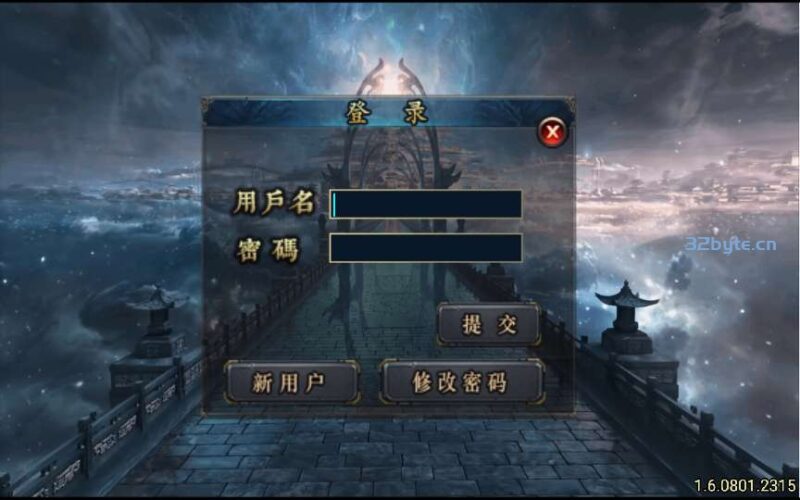 登 录
用戶名
密 碼
32byte.cn
提 交
新用户
修改密码
1.6.0801.2315